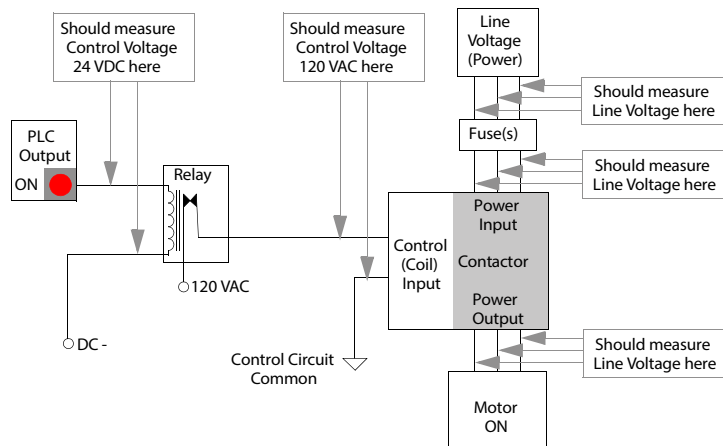 Should measure
Control Voltage
24 VDC here
Should measure
Control Voltage
120 VAC here
Line
Voltage
(Power)
Should measure
Line Voltage here
PLC
Output
ON
Fuse(s)
Should measure
Line Voltage here
Relay
Power
Input
Control
(Coil)
Input
Contactor
120 VAC
Power
Output
DC -
Control Circuit
Common
Should measure
Line Voltage here
Motor
ON